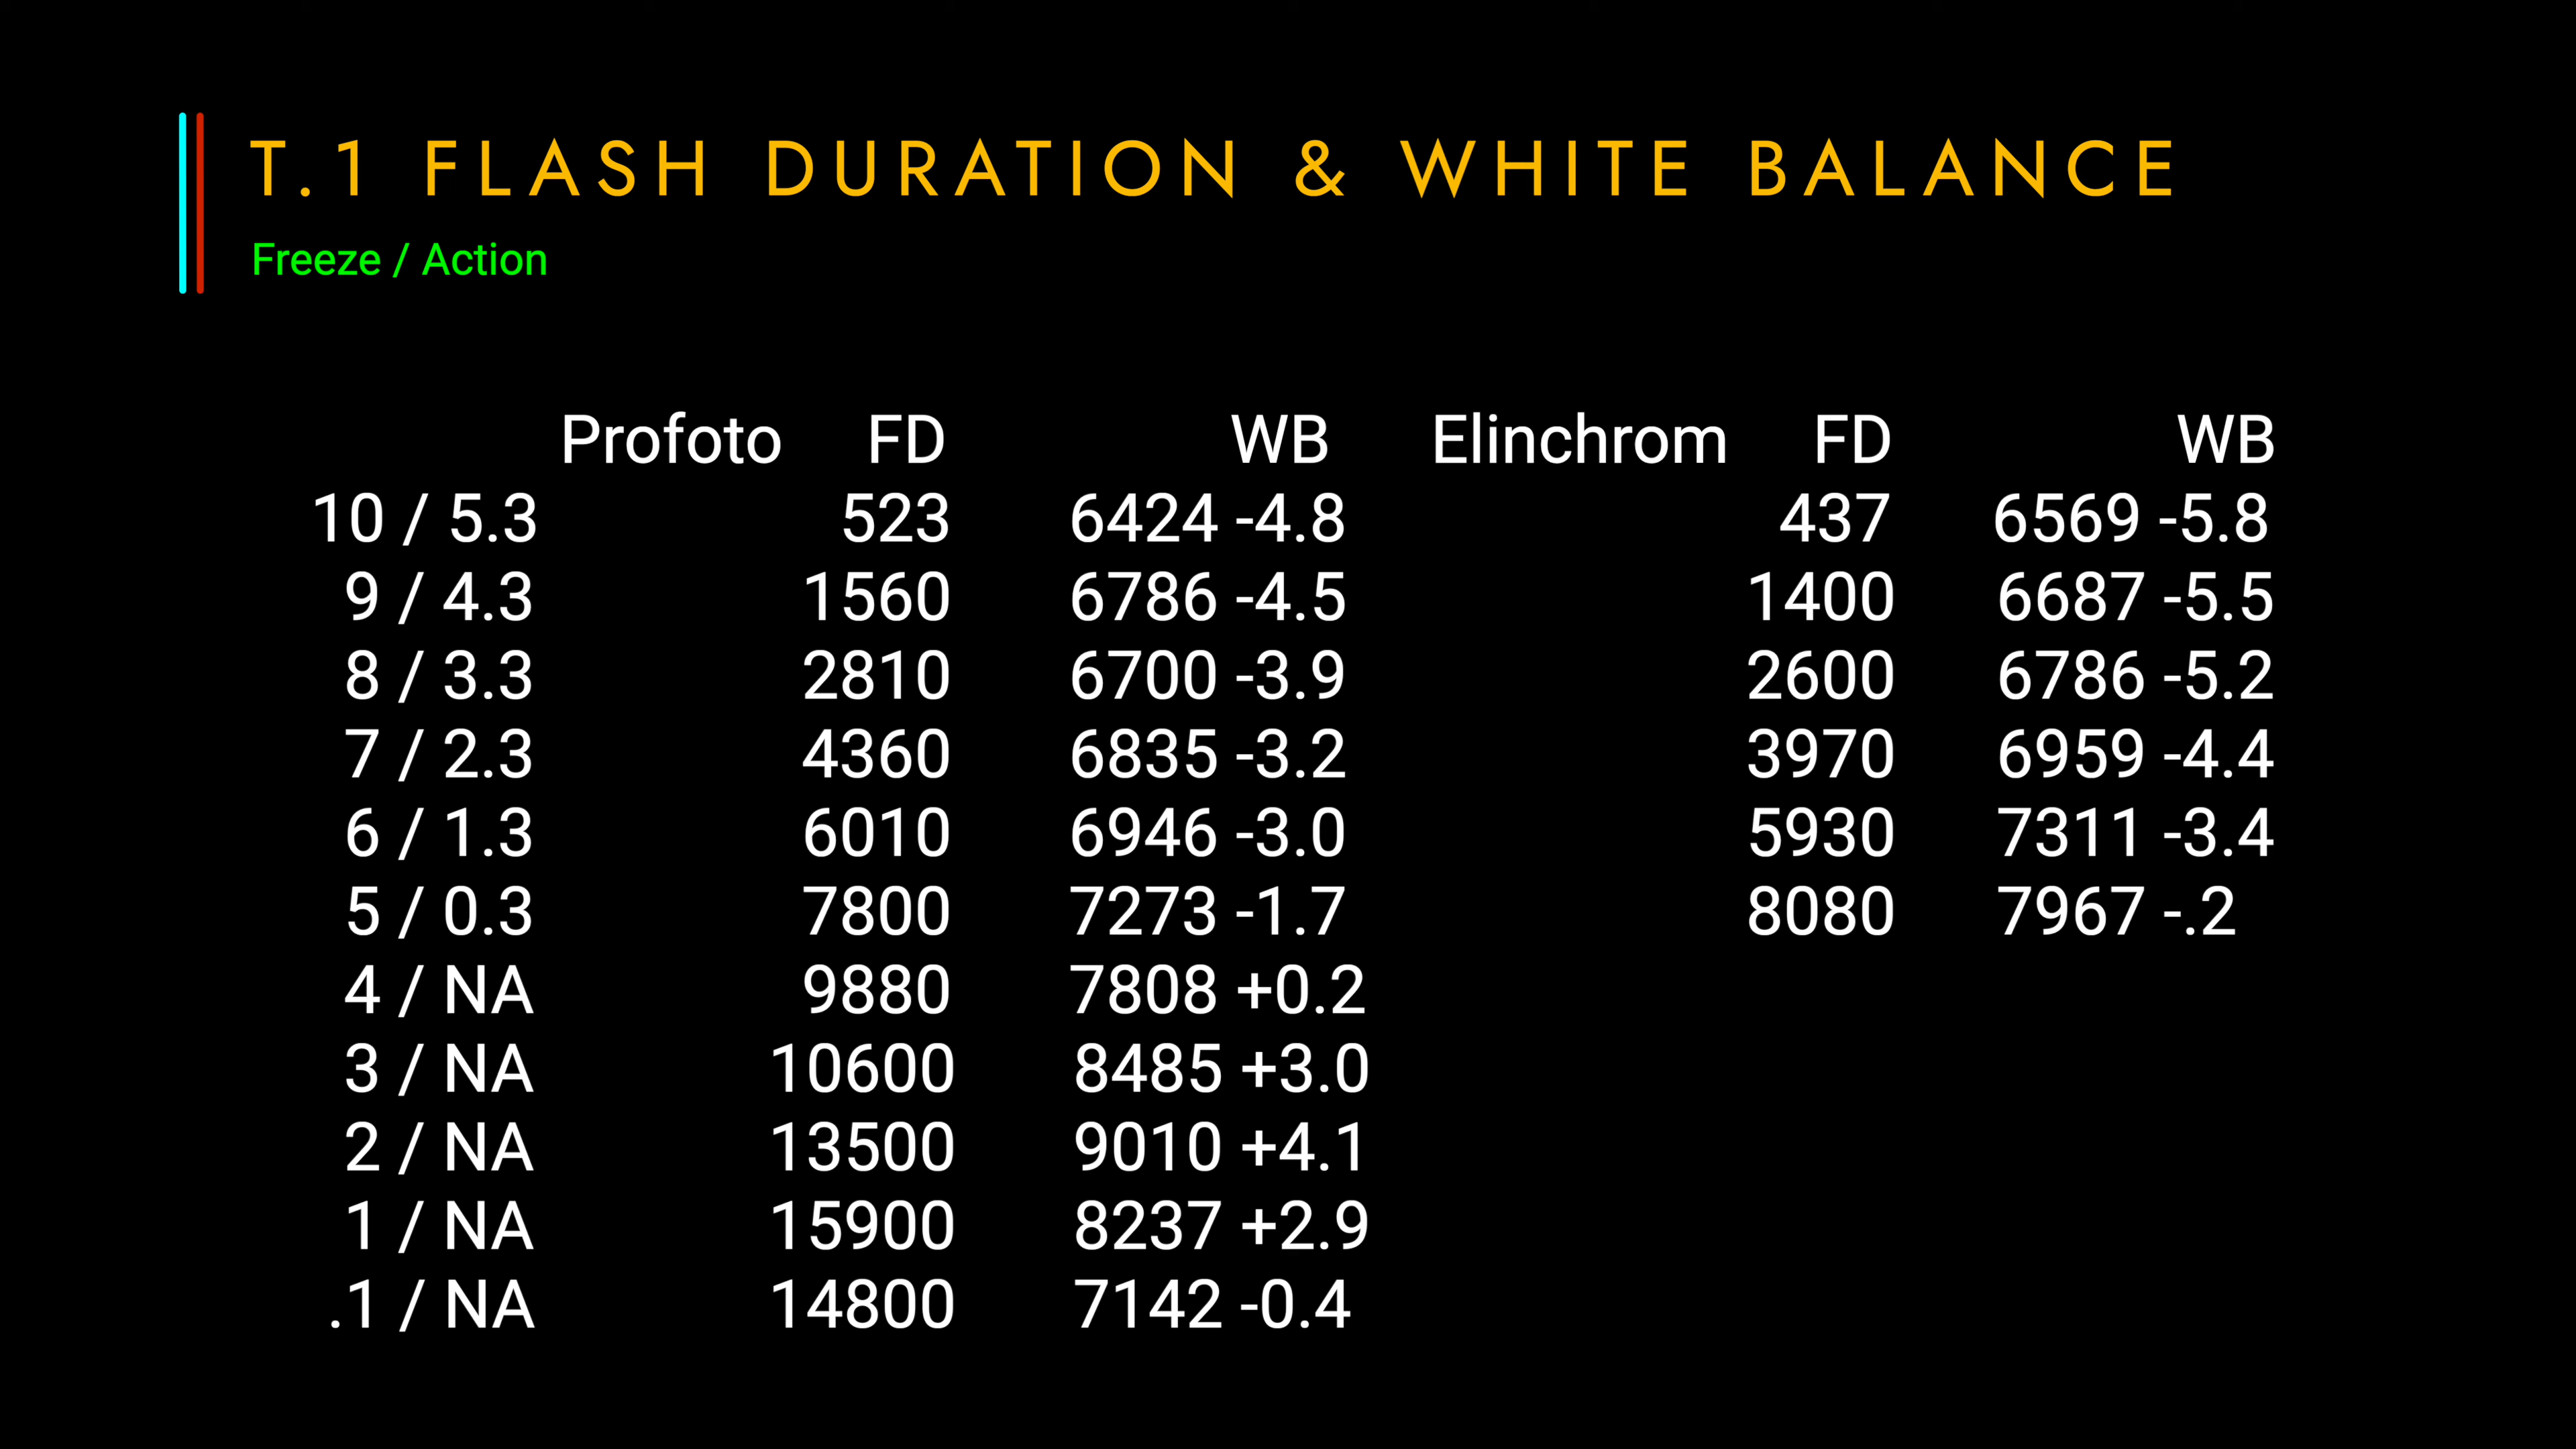 T.1 FLASH DURATION & WHITE BALANCE
Freeze / Action
Profoto FD WB Elinchrom FD WB
10 / 5.3 523 6424 -4.8 437 6569 -5.8
9 / 4.3 1560 6786 -4.5 1400 6687 -5.5
8 / 3.3 2810 6700 -3.9 2600 6786 -5.2
7 / 2.3 4360 6835 -3.2 3970 6959 -4.4
6 / 1.3 6010 6946 -3.0 5930 7311 -3.4
5 / 0.3 7800 7273 -1.7 8080 7967 -.2
4 / NA 9880 7808 +0.2
3 / NA 10600 8485 +3.0
2 / NA 13500 9010 +4.1
1 / NA 15900 8237 +2.9
.1 / NA 14800 7142 -0.4